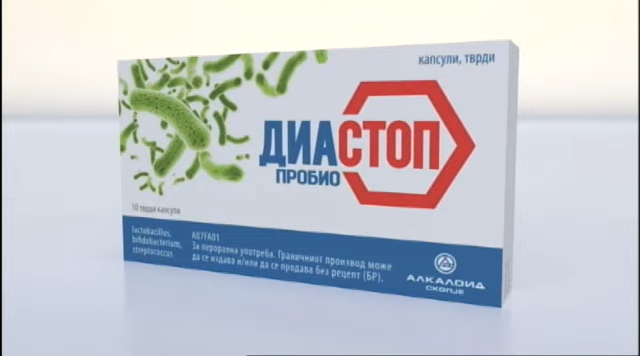 капсули, тврди
ДИАСТОП
ПРОБИО
10 тврди капсули
lactobacillus,
bifidobacterium,
streptococcus
A07FA01
За перорална употреба. Граничниот производ може
да се издава и/или да се продава без рецепт (БР).
АЛКАЛОИД
СКОПЈЕ